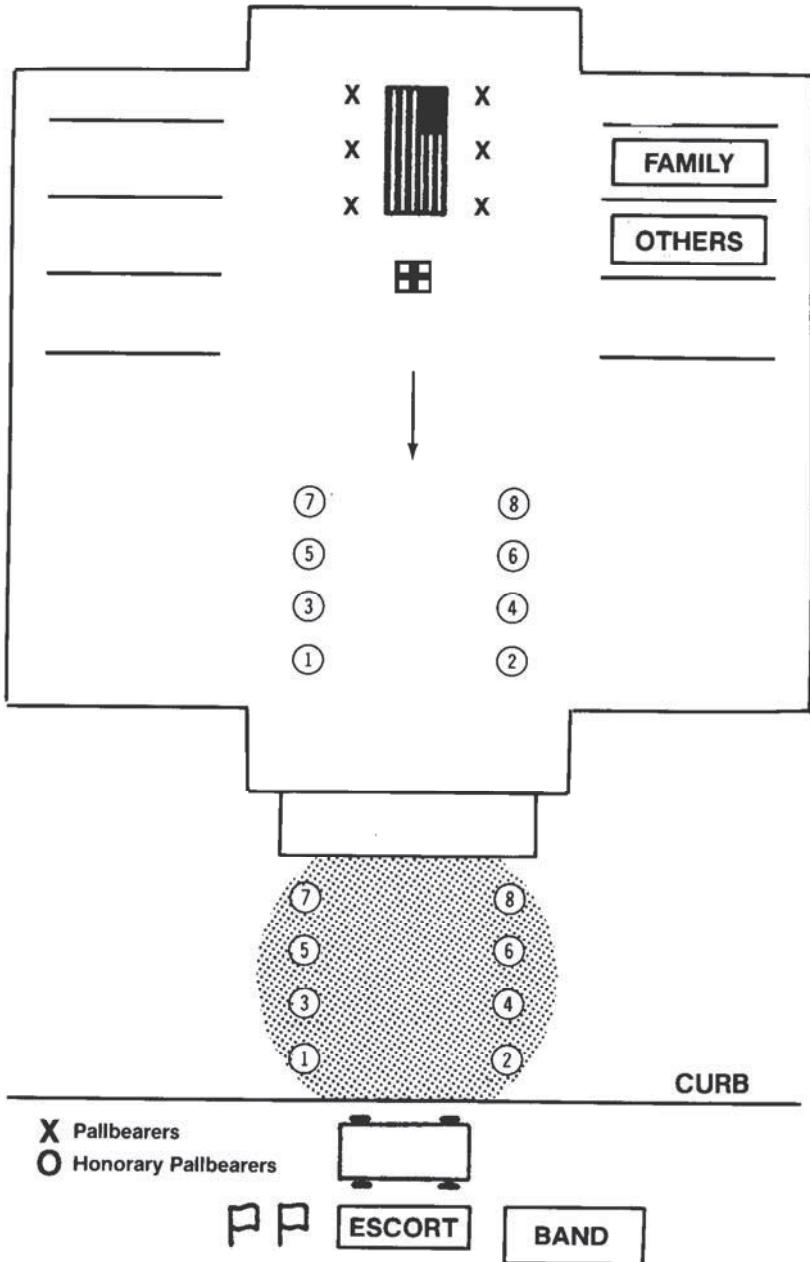 X X
X X
X X
FAMILY
OTHERS
7 8
5 6
3 4
1 2
7 8
5 6
3 4
1 2
CURB
X Pallbearers
O Honorary Pallbearers
ESCORT BAND